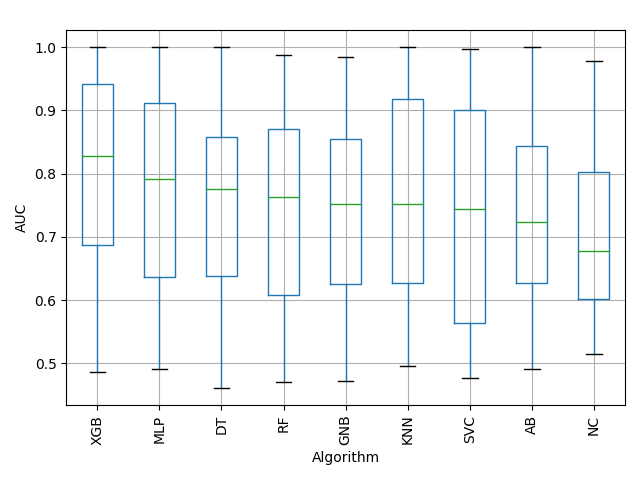 1.0
0.9
0.8
0.7
0.6
0.5
AUC
XGB
MLP
DT
RF
GNB
KNN
SVC
AB
NC
Algorithm